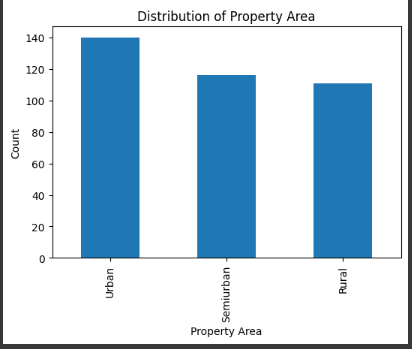 Distribution of Property Area
140
120
100
80
60
40
20
0
Count
Urban
Semiurban
Rural
Property Area